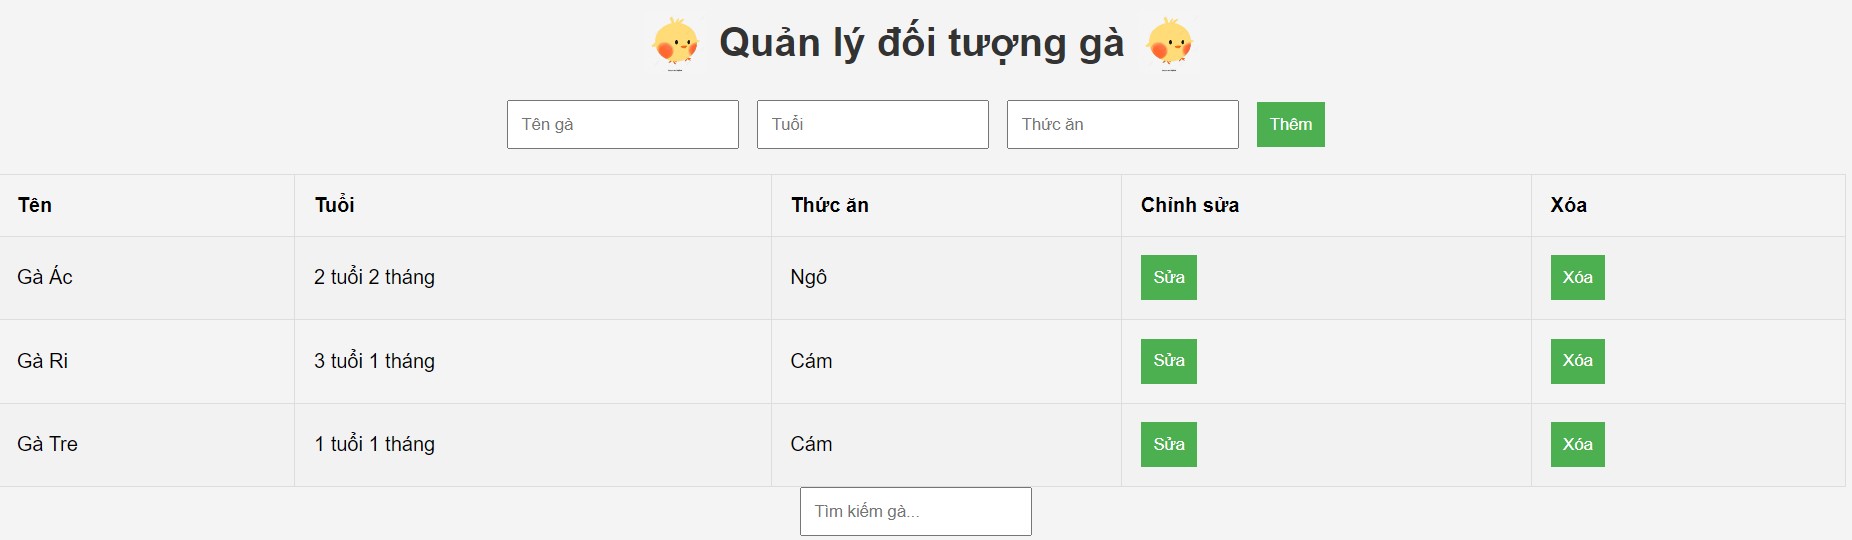 Quản lý đối tượng gà
Tên gà Tuổi Thức ăn Thêm
Tên Tuổi Thức ăn Chỉnh sửa Xóa
Gà Ác 2 tuổi 2 tháng Ngô Sửa Xóa
Gà Ri 3 tuổi 1 tháng Cám Sửa Xóa
Gà Tre 1 tuổi 1 tháng Cám Sửa Xóa
Tìm kiếm gà...